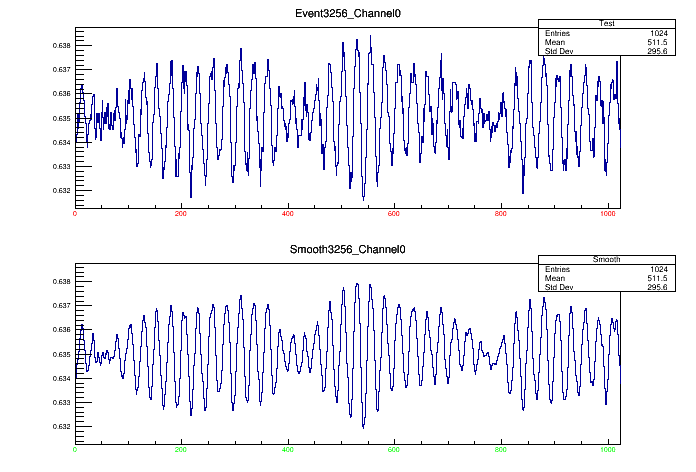 Event3256_Channel0
Test
Entries 1024
Mean 511.5
Std Dev 295.6
0.638
0.637
0.636
0.635
0.634
0.633
0.632
0 200 400 600 800 1000
Smooth3256_Channel0
Smooth
Entries 1024
Mean 511.5
Std Dev 295.6
0.638
0.637
0.636
0.635
0.634
0.633
0.632
0 200 400 600 800 1000